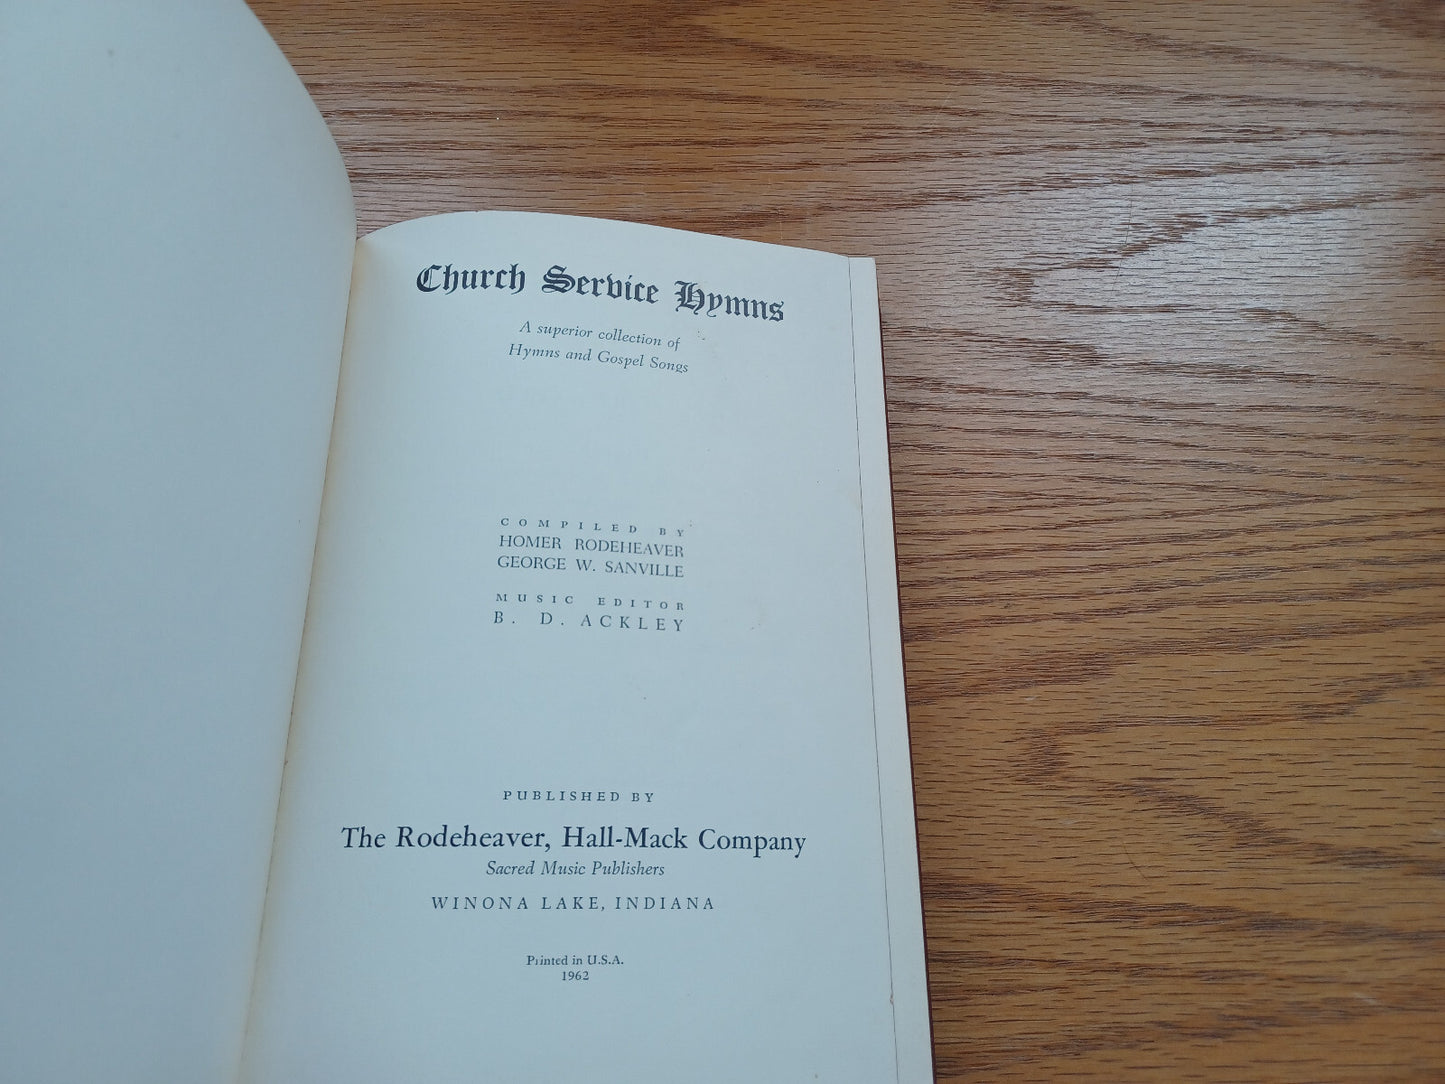 Church Service Hymns
A superior collection of
Hymns and Gospel Songs
COMPILED BY
HOMER RODEHEAVER
GEORGE W. SANVILLE
MUSIC EDITOR
B. D. ACKLEY
PUBLISHED BY
The Rodeheaver, Hall-Mack Company
Sacred Music Publishers
WINONA LAKE, INDIANA
Printed in U.S.A.
1962